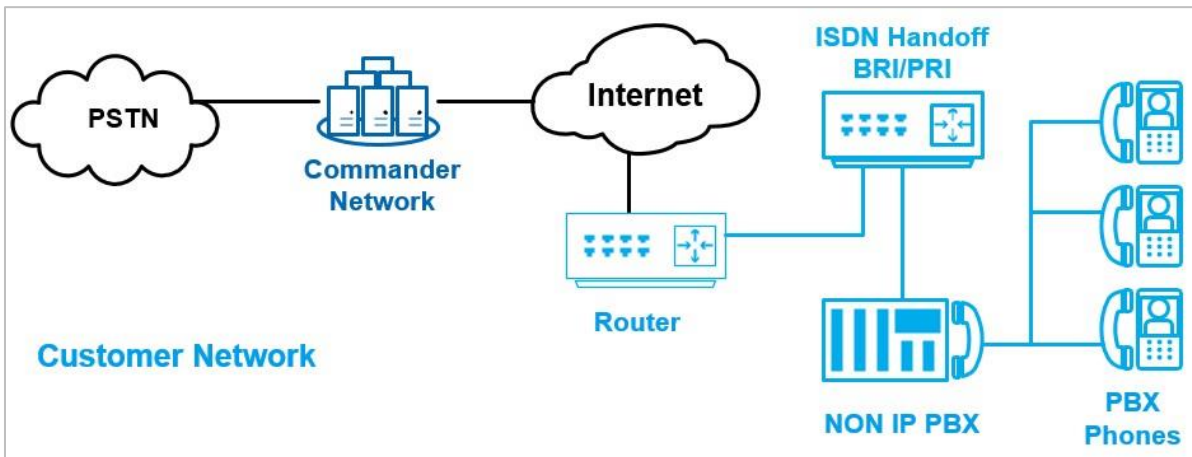 ISDN Handoff
BRI/PRI
PSTN
Internet
Commander
Network
Router
Customer Network
NON IP PBX
PBX
Phones